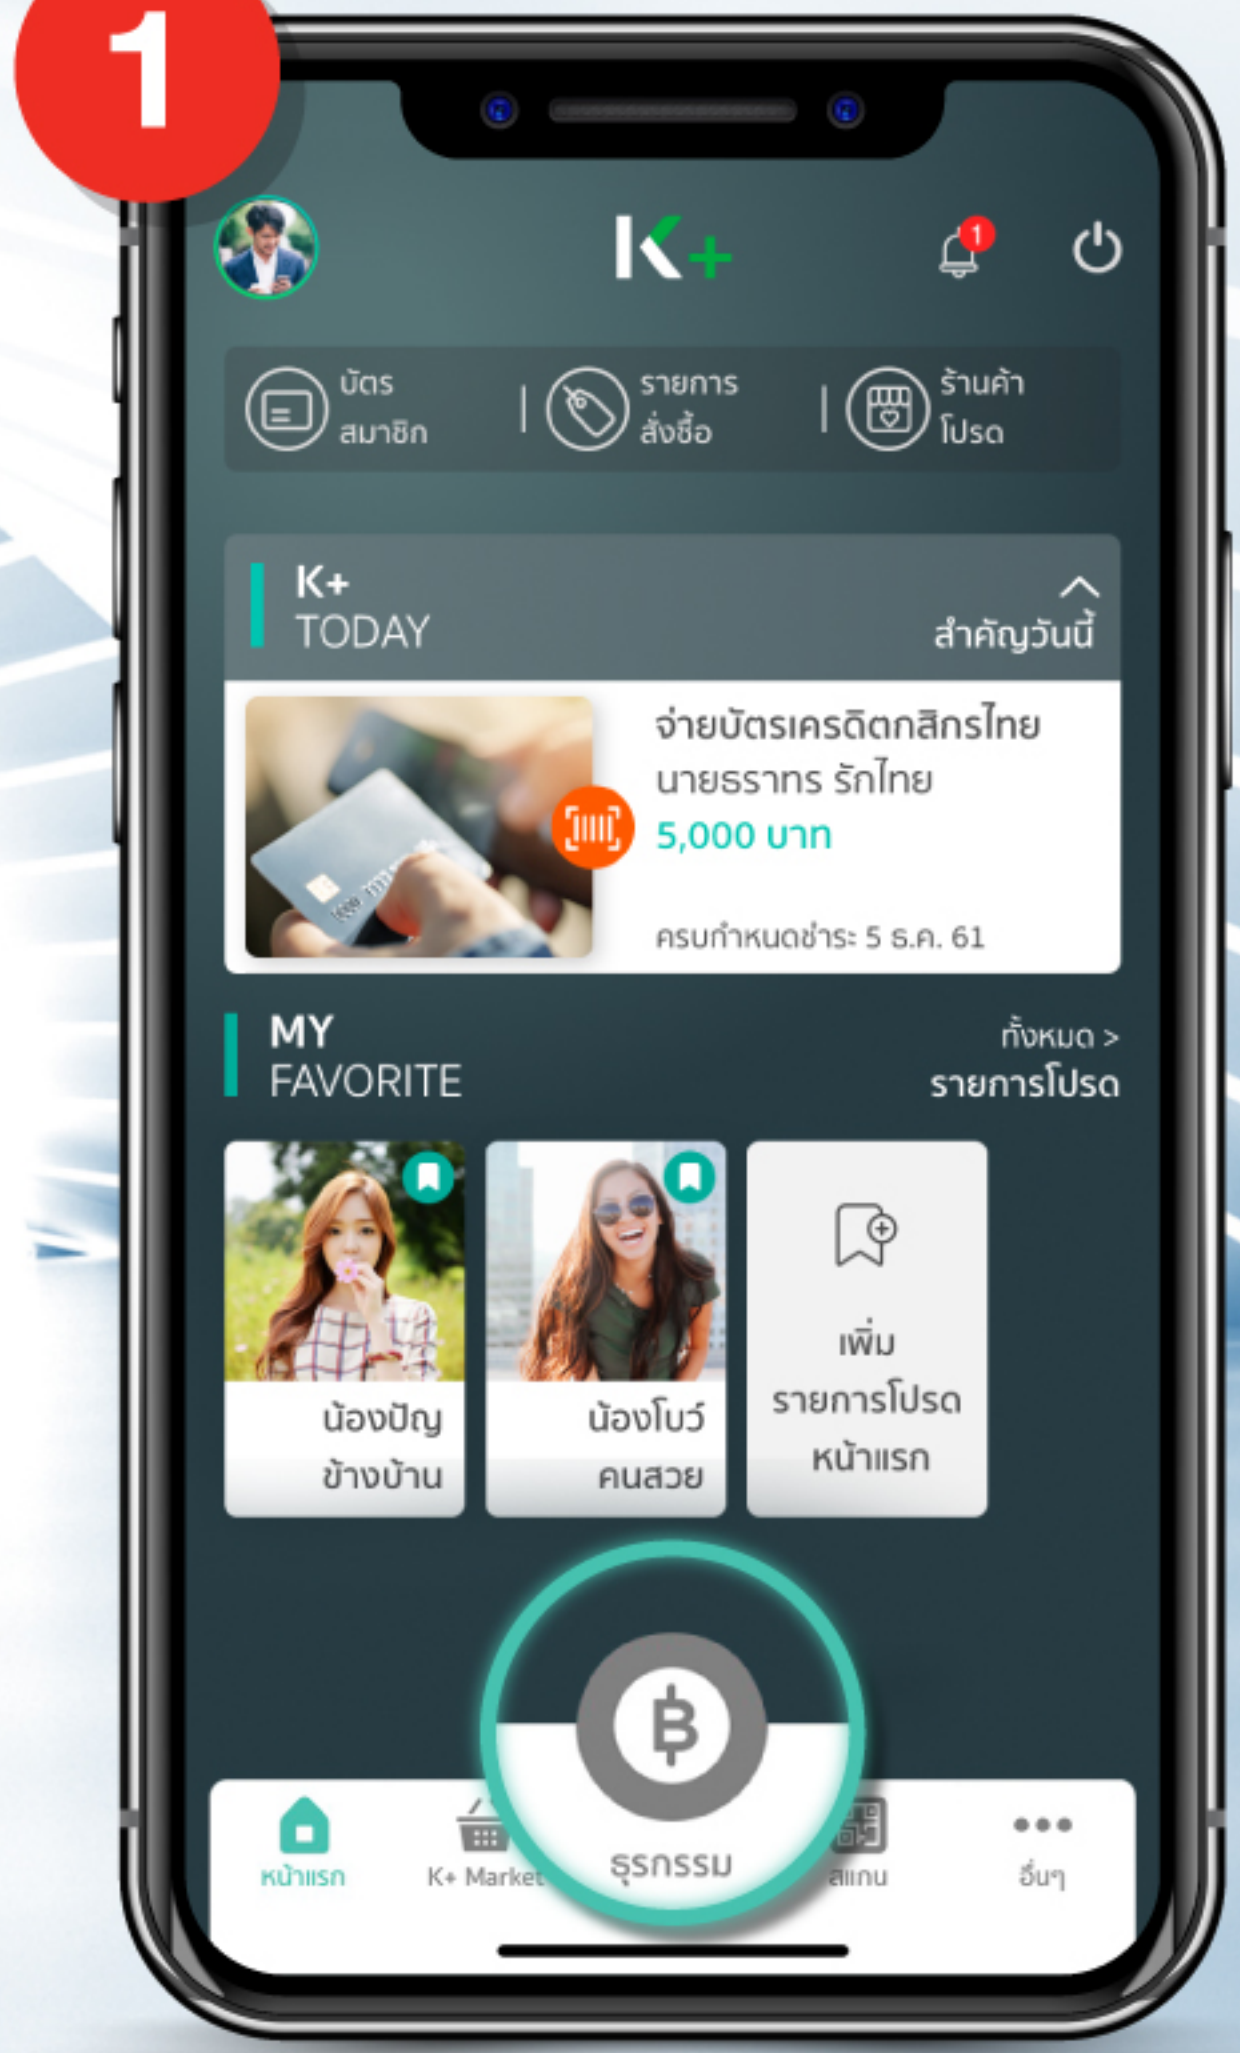 1
K+
1
บัตร
สมาชิก
รายการ
สั่งซื้อ
ร้านค้า
โปรด
K+
TODAY
สำคัญวันนี้
จ่ายบัตรเครดิตกสิกรไทย
นายธราทร รักไทย
5,000 บาท
ครบกำหนดชำระ 5 ธ.ค. 61
MY
FAVORITE
ทั้งหมด >
รายการโปรด
น้องปัญ
ข้างบ้าน
น้องโบว์
คนสวย
เพิ่ม
รายการโปรด
หน้าแรก
฿
หน้าแรก
K+ Market
ธุรกรรม
สแกน
อื่นๆ